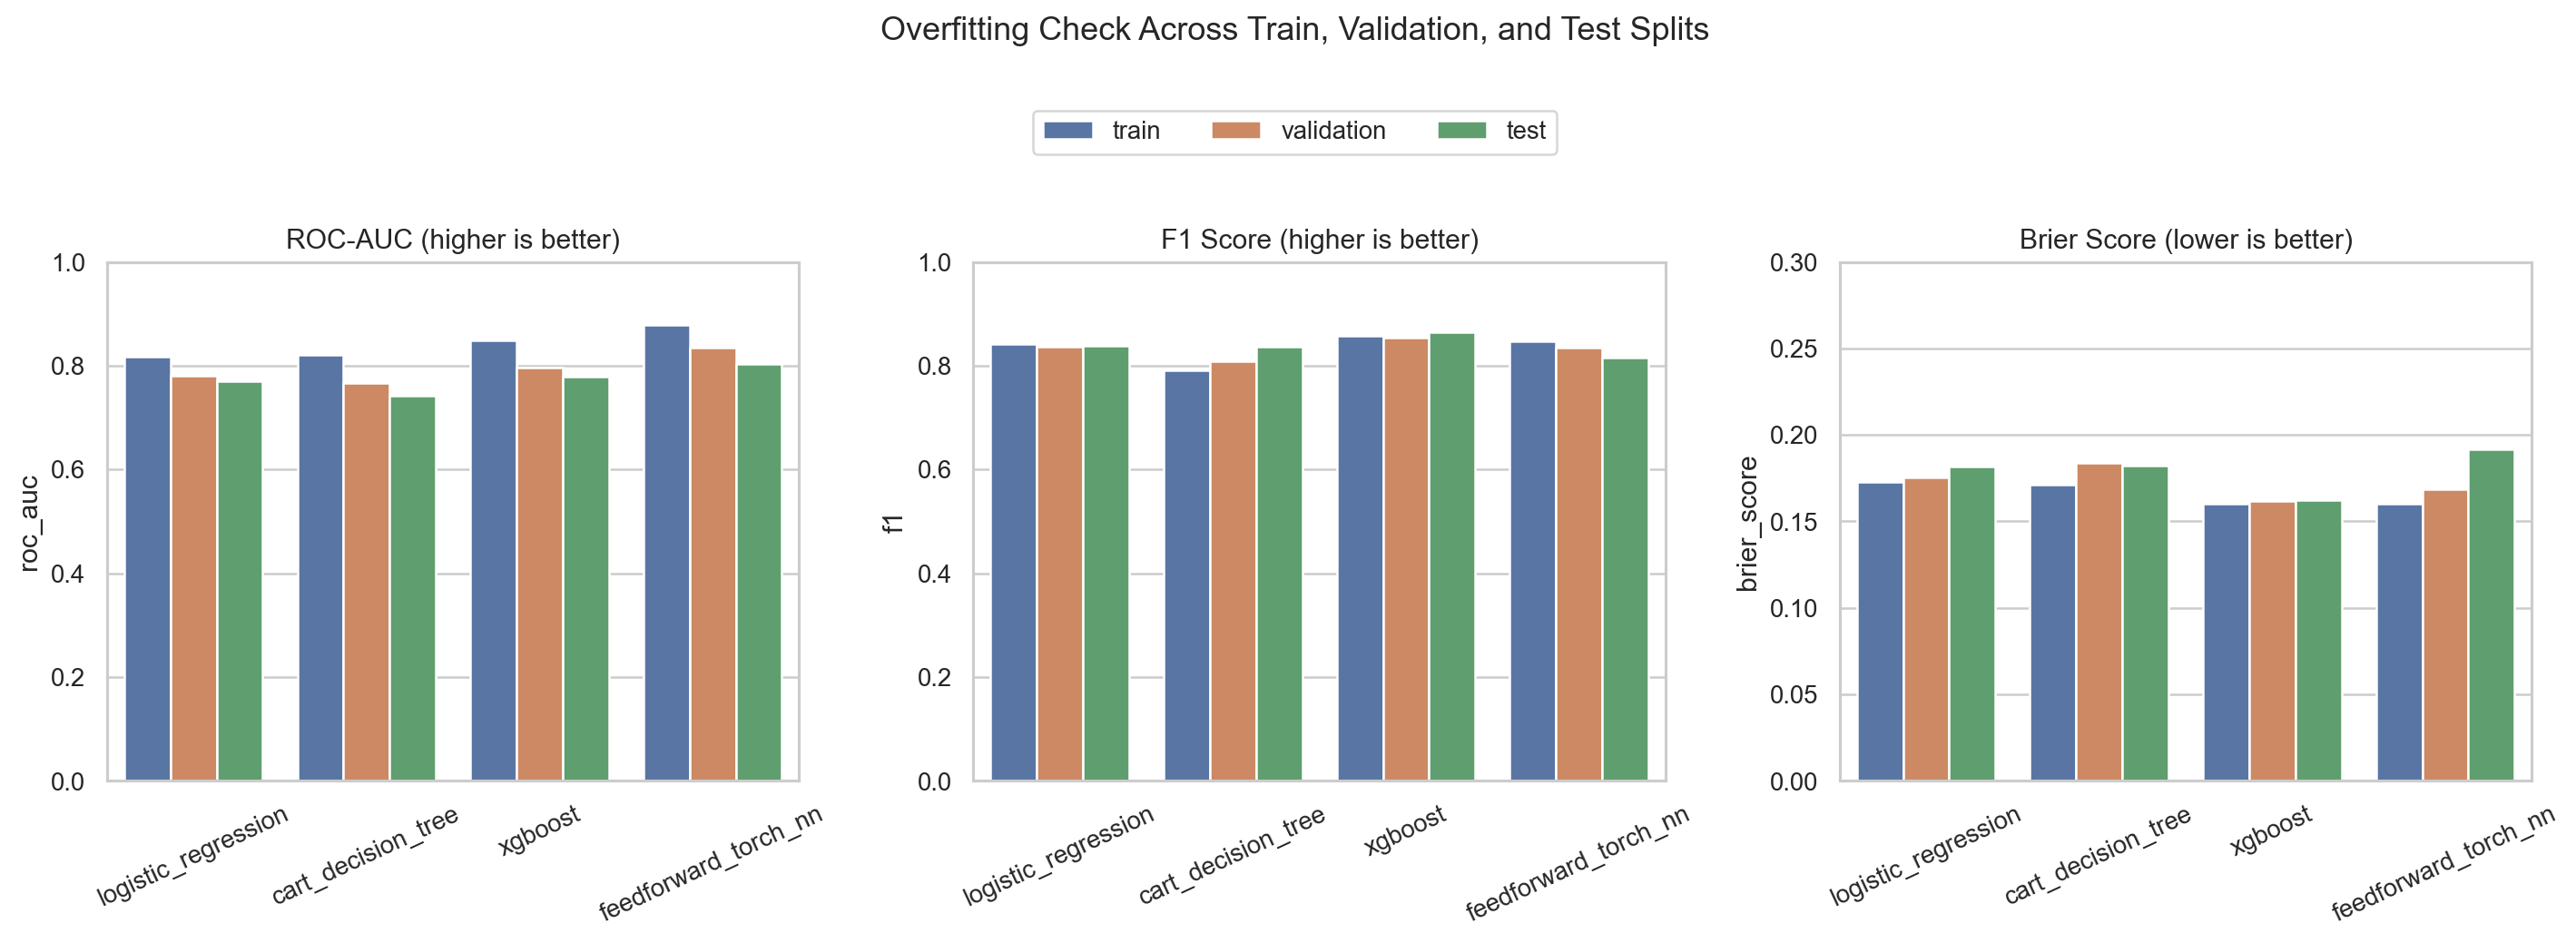 Overfitting Check Across Train, Validation, and Test Splits
train validation test
ROC-AUC (higher is better)
1.0
0.8
0.6
0.4
0.2
0.0
roc_auc
logistic_regression
cart_decision_tree
xgboost
feedforward_torch_nn
F1 Score (higher is better)
1.0
0.8
0.6
0.4
0.2
0.0
f1
logistic_regression
cart_decision_tree
xgboost
feedforward_torch_nn
Brier Score (lower is better)
0.30
0.25
0.20
0.15
0.10
0.05
0.00
brier_score
logistic_regression
cart_decision_tree
xgboost
feedforward_torch_nn